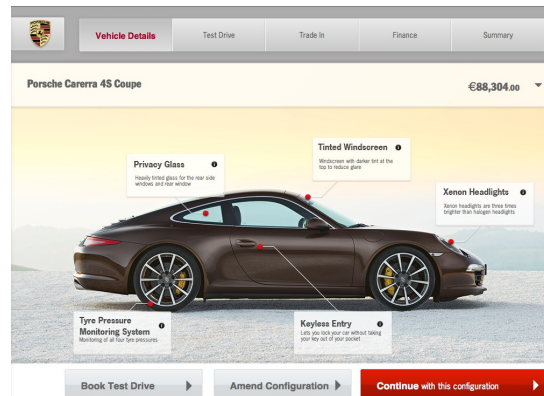 Vehicle Details
Test Drive
Trade In
Finance
Summary
Porsche Carerra 4S Coupe
€88,304.00
Tinted Windscreen
Windscreen with darker tint at the
top to reduce glare
Privacy Glass
Heavily tinted glass for the rear side
windows and rear window
Xenon Headlights
Xenon headlights are three times
brighter than halogen headlights
Tyre Pressure
Monitoring System
Monitoring of all four tyre pressures
Keyless Entry
Lets you lock your car without taking
your key out of your pocket
Book Test Drive
Amend Configuration
Continue with this configuration